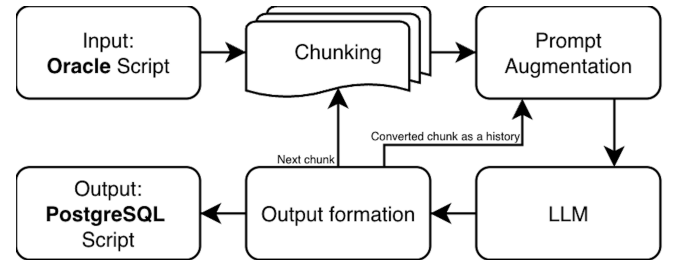 Input:
Oracle Script
Chunking
Prompt
Augmentation
Converted chunk as a history
Next chunk
Output:
PostgreSQL
Script
Output formation
LLM